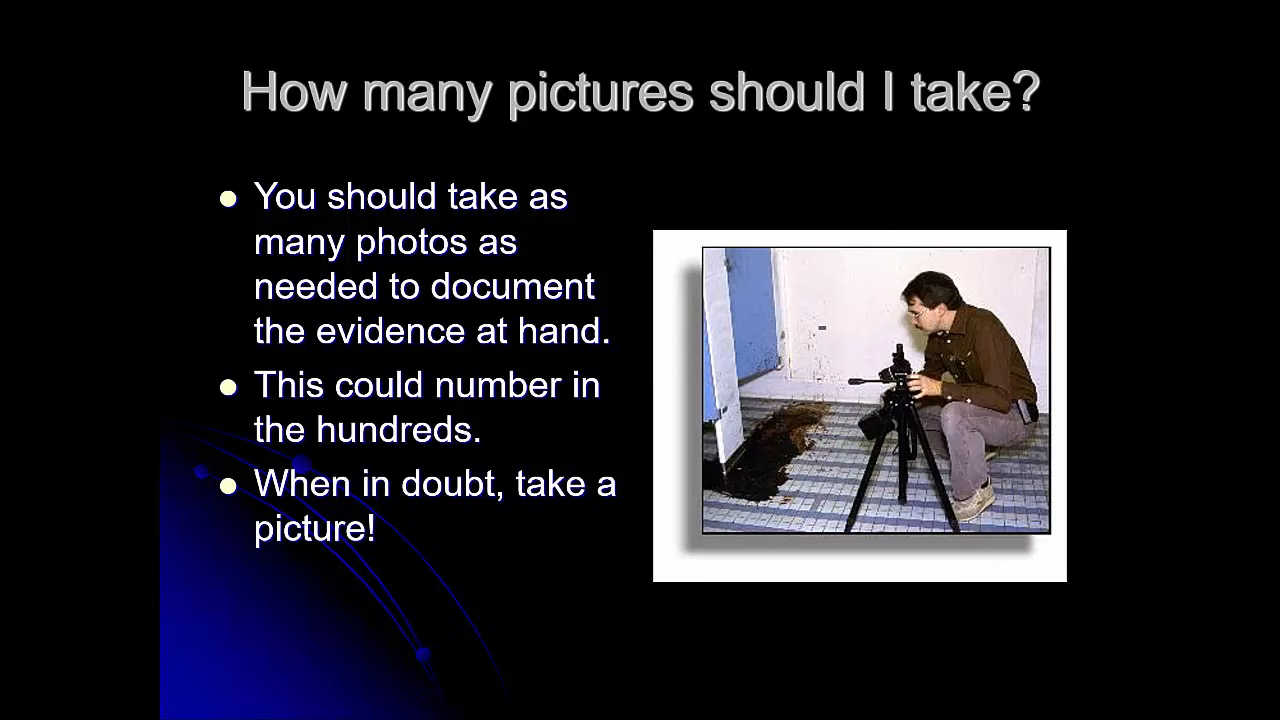 How many pictures should I take?
You should take as
many photos as
needed to document
the evidence at hand.
This could number in
the hundreds.
When in doubt, take a
picture!